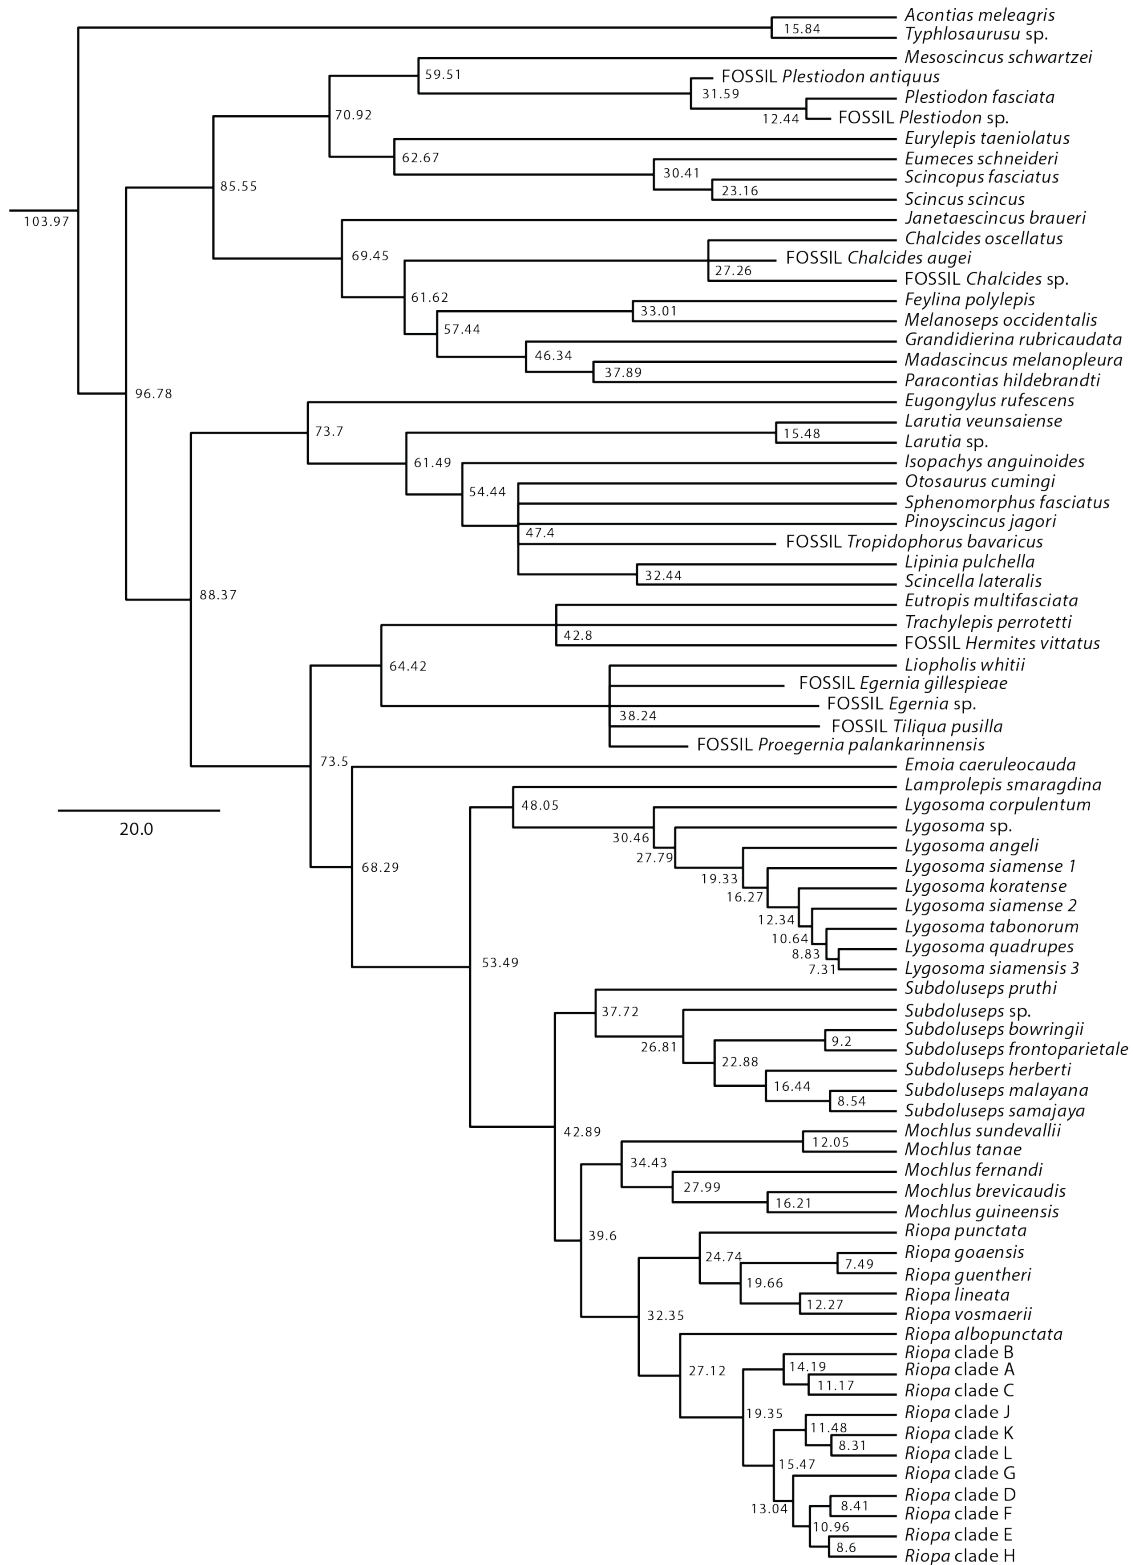 Acontias meleagris
15.84
Typhlosaurusu sp.
Mesoscincus schwartzei
59.51
FOSSIL Plestiodon antiquus
31.59
Plestiodon fasciata
70.92
12.44
FOSSIL Plestiodon sp.
Eurylepis taeniolatus
62.67
Eumeces schneideri
30.41
Scincopus fasciatus
85.55
23.16
Scincus scincus
103.97
Janetaescincus braueri
Chalcides oscellatus
69.45
FOSSIL Chalcides augei
27.26
FOSSIL Chalcides sp.
61.62
Feylina polylepis
33.01
Melanoseps occidentalis
57.44
Grandidierina rubricaudata
46.34
Madascincus melanopleura
37.89
Paracontias hildebrandti
96.78
Eugongylus rufescens
73.7
Larutia veunsaiense
15.48
Larutia sp.
61.49
Isopachys anguinoides
54.44
Otosaurus cumingi
Sphenomorphus fasciatus
Pinoyscincus jagori
47.4
FOSSIL Tropidophorus bavaricus
Lipinia pulchella
32.44
Scincella lateralis
88.37
Eutropis multifasciata
Trachylepis perrotetti
42.8
FOSSIL Hermites vittatus
64.42
Liopholis whitii
FOSSIL Egernia gillespieae
FOSSIL Egernia sp.
38.24
FOSSIL Tiliqua pusilla
FOSSIL Proegernia palankarinnensis
73.5
Emoia caeruleocauda
20.0
Lamprolepis smaragdina
48.05
Lygosoma corpulentum
30.46
Lygosoma sp.
27.79
Lygosoma angeli
68.29
19.33
Lygosoma siamense 1
16.27
Lygosoma koratense
12.34
Lygosoma siamense 2
10.64
Lygosoma tabonorum
8.83
Lygosoma quadrupes
7.31
Lygosoma siamensis 3
53.49
Subdoluseps pruthi
37.72
Subdoluseps sp.
26.81
Subdoluseps bowringii
9.2
Subdoluseps frontoparietale
22.88
Subdoluseps herberti
16.44
Subdoluseps malayana
8.54
Subdoluseps samajaya
42.89
Mochlus sundevallii
12.05
Mochlus tanae
34.43
Mochlus fernandi
27.99
Mochlus brevicaudis
16.21
Mochlus guineensis
39.6
Riopa punctata
24.74
Riopa goaensis
7.49
Riopa guentheri
19.66
Riopa lineata
12.27
Riopa vosmaerii
32.35
Riopa albopunctata
27.12
Riopa clade B
14.19
Riopa clade A
11.17
Riopa clade C
19.35
Riopa clade J
11.48
Riopa clade K
8.31
Riopa clade L
15.47
Riopa clade G
13.04
Riopa clade D
8.41
Riopa clade F
10.96
Riopa clade E
8.6
Riopa clade H